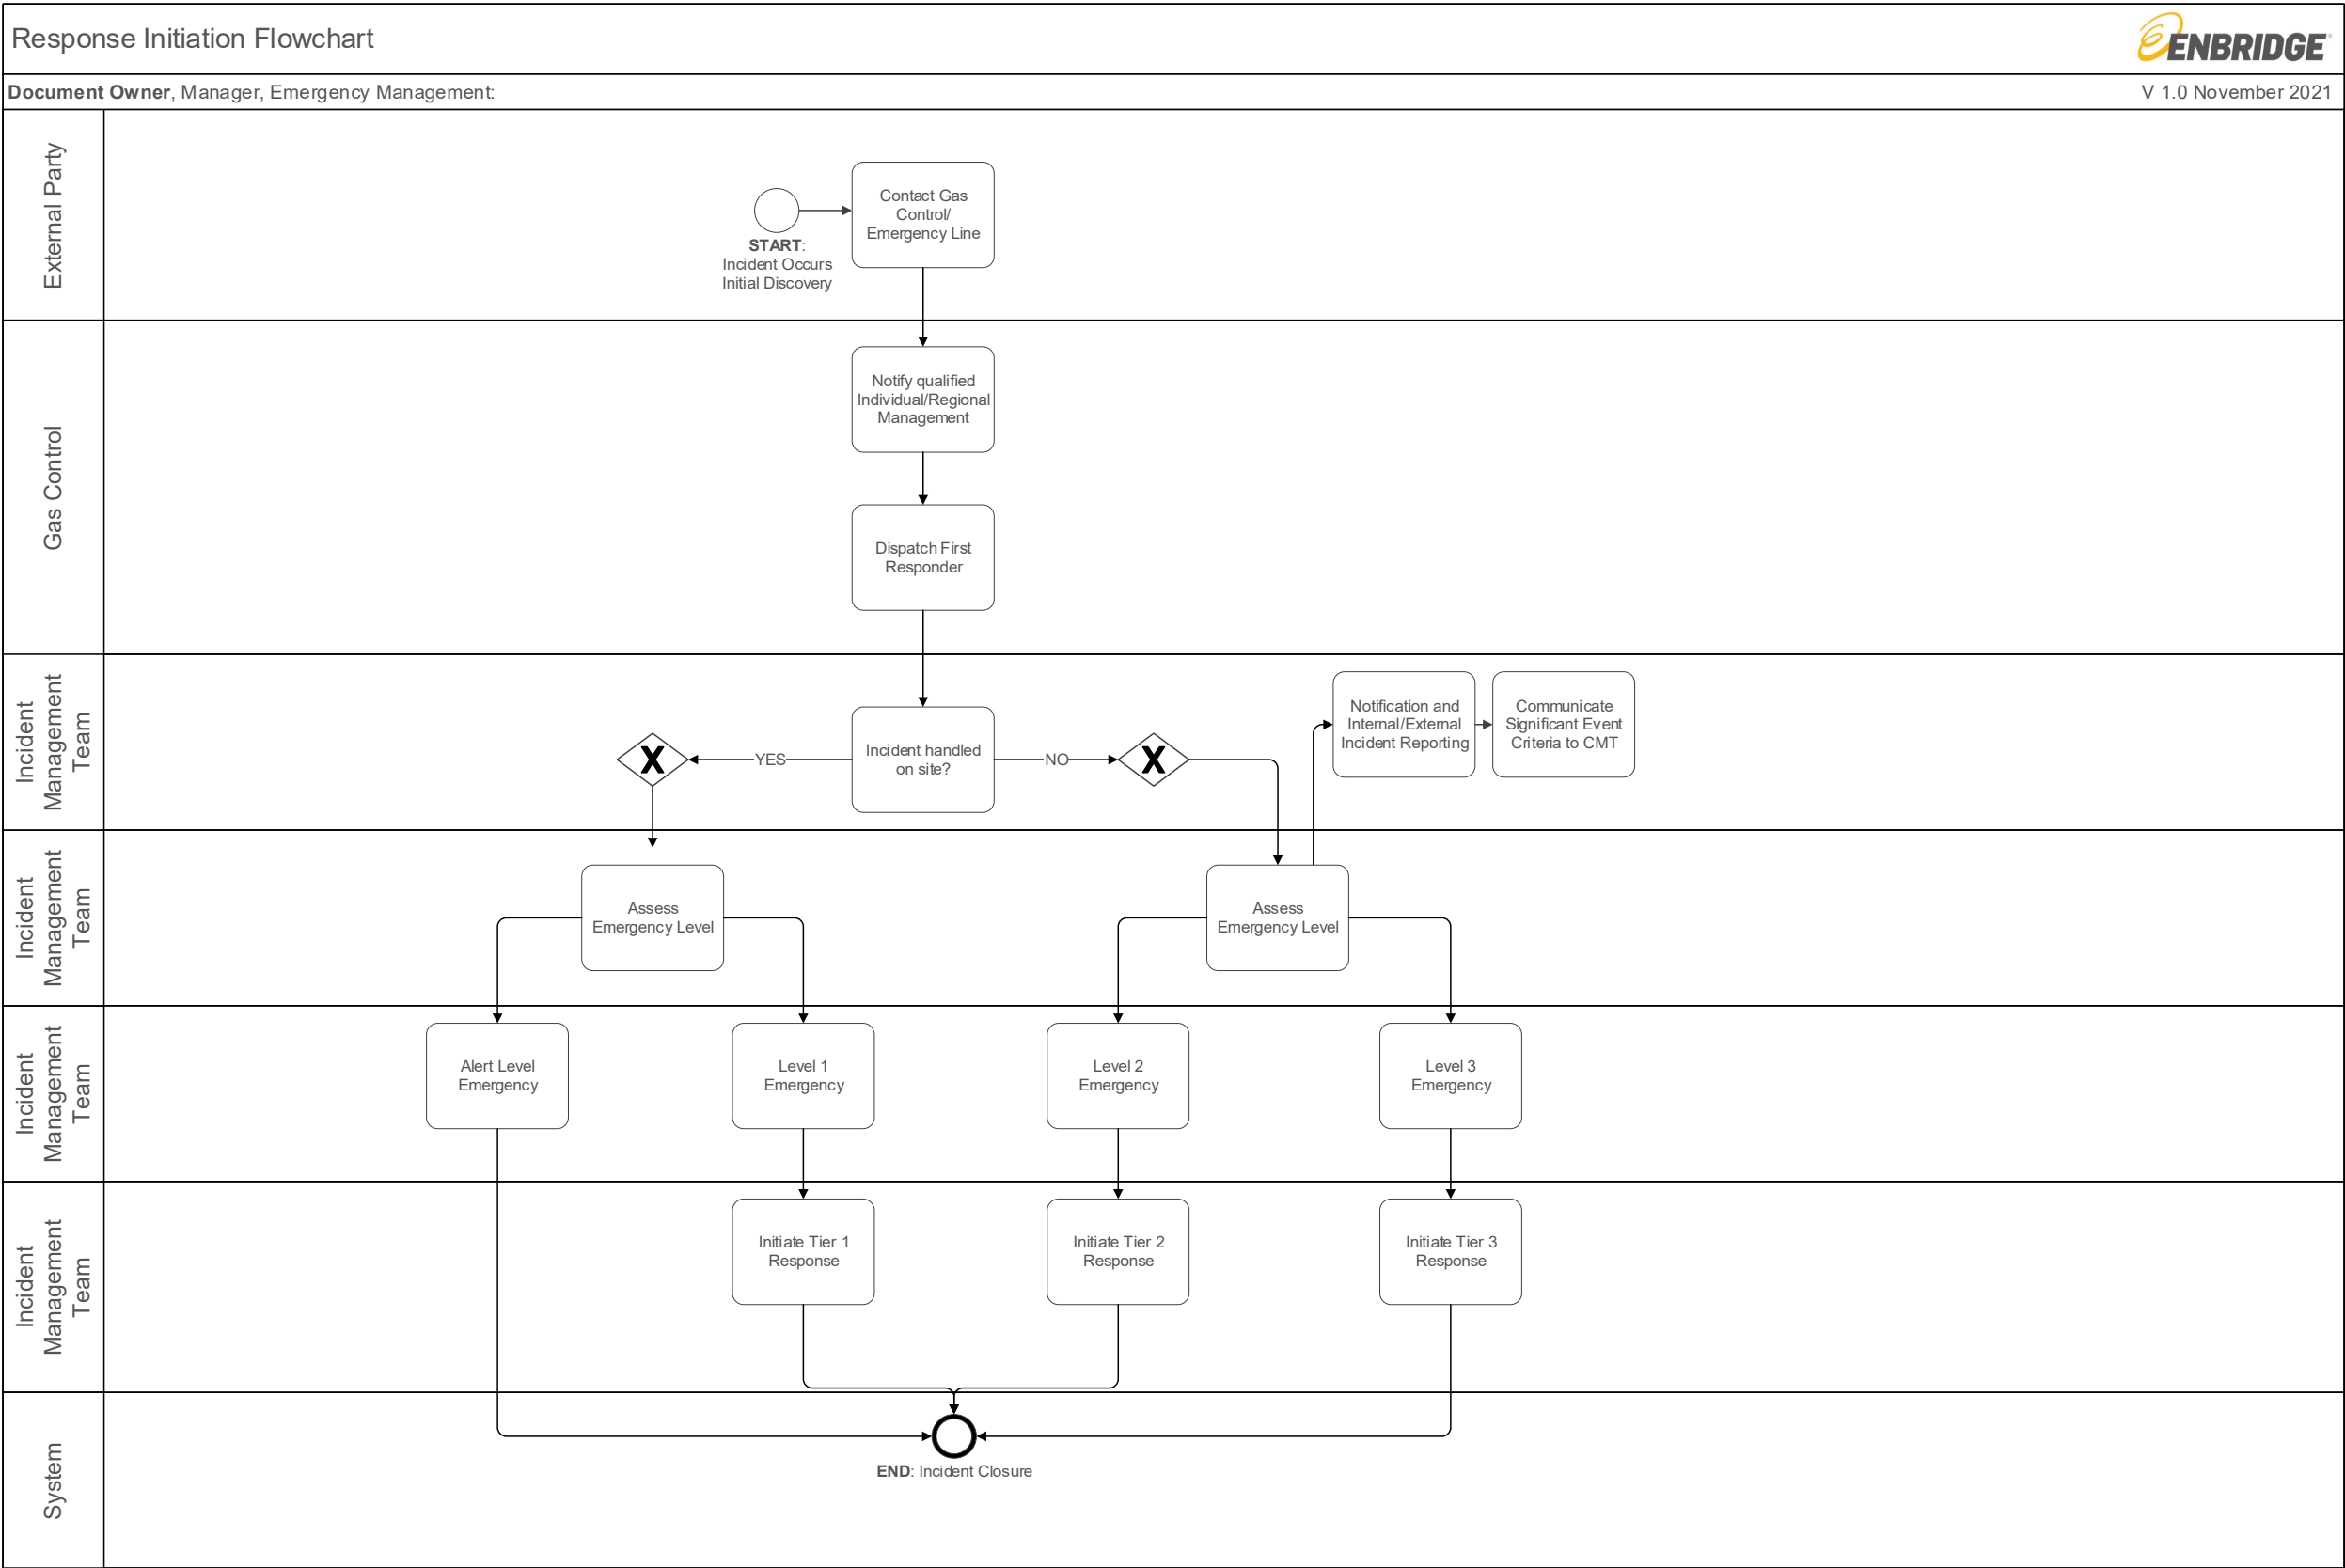 Response Initiation Flowchart
ENBRIDGE
Document Owner, Manager, Emergency Management:
V 1.0 November 2021
External Party
START:
Incident Occurs
Initial Discovery
Contact Gas
Control/
Emergency Line
Gas Control
Notify qualified
Individual/Regional
Management
Dispatch First
Responder
Incident
Management
Team
X
YES
Incident handled
on site?
NO
X
Notification and
Internal/External
Incident Reporting
Communicate
Significant Event
Criteria to CMT
Incident
Management
Team
Assess
Emergency Level
Assess
Emergency Level
Incident
Management
Team
Alert Level
Emergency
Level 1
Emergency
Level 2
Emergency
Level 3
Emergency
Incident
Management
Team
Initiate Tier 1
Response
Initiate Tier 2
Response
Initiate Tier 3
Response
System
END: Incident Closure